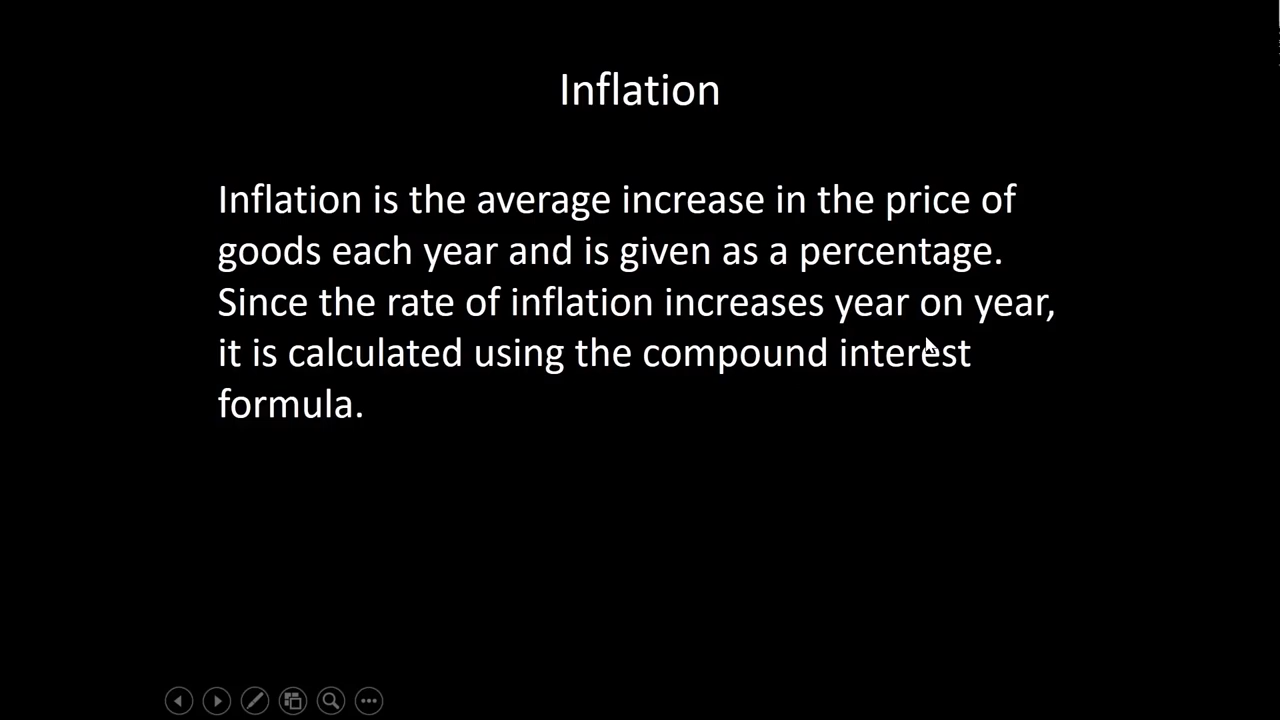 Inflation
Inflation is the average increase in the price of
goods each year and is given as a percentage.
Since the rate of inflation increases year on year,
it is calculated using the compound interest
formula.